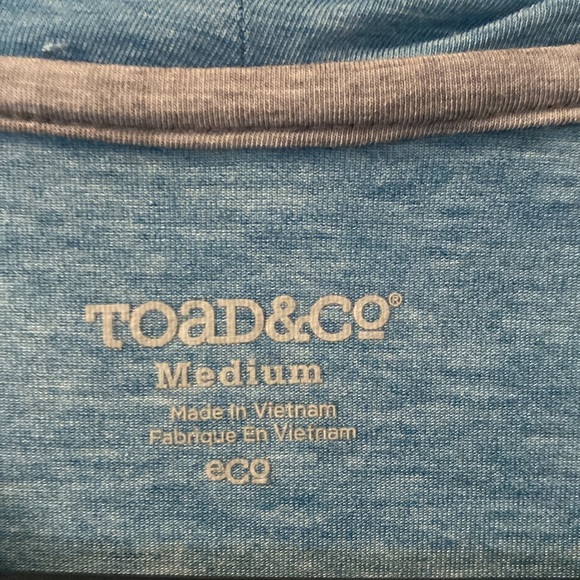 TOAD&CO®
Medium
Made In Vietnam
Fabrique En Vietnam
eco